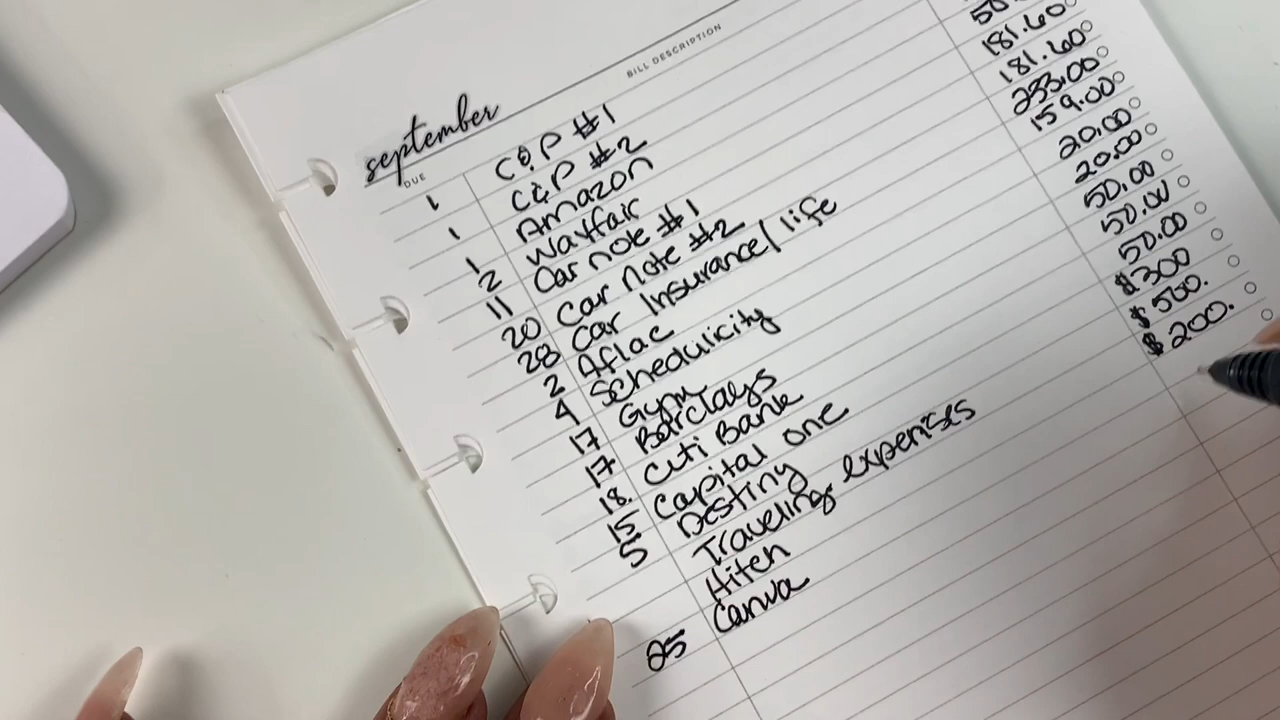 september
DUE BILL DESCRIPTION
1 C&P #1
1 C&P #2
1 Amazon
2 Wayfair
11 Car note #1 181.60
20 Car note #2 181.60
28 Car Insurance/life 233.00
2 Aflac 159.00
4 Schedulicity 20.00
17 Gym 20.00
17 Barclays 50.00
18 Citi Bank 50.00
15 Capital one 50.00
5 Destiny $300
Traveling expenses $500.
Hitch $200.
25 Canva